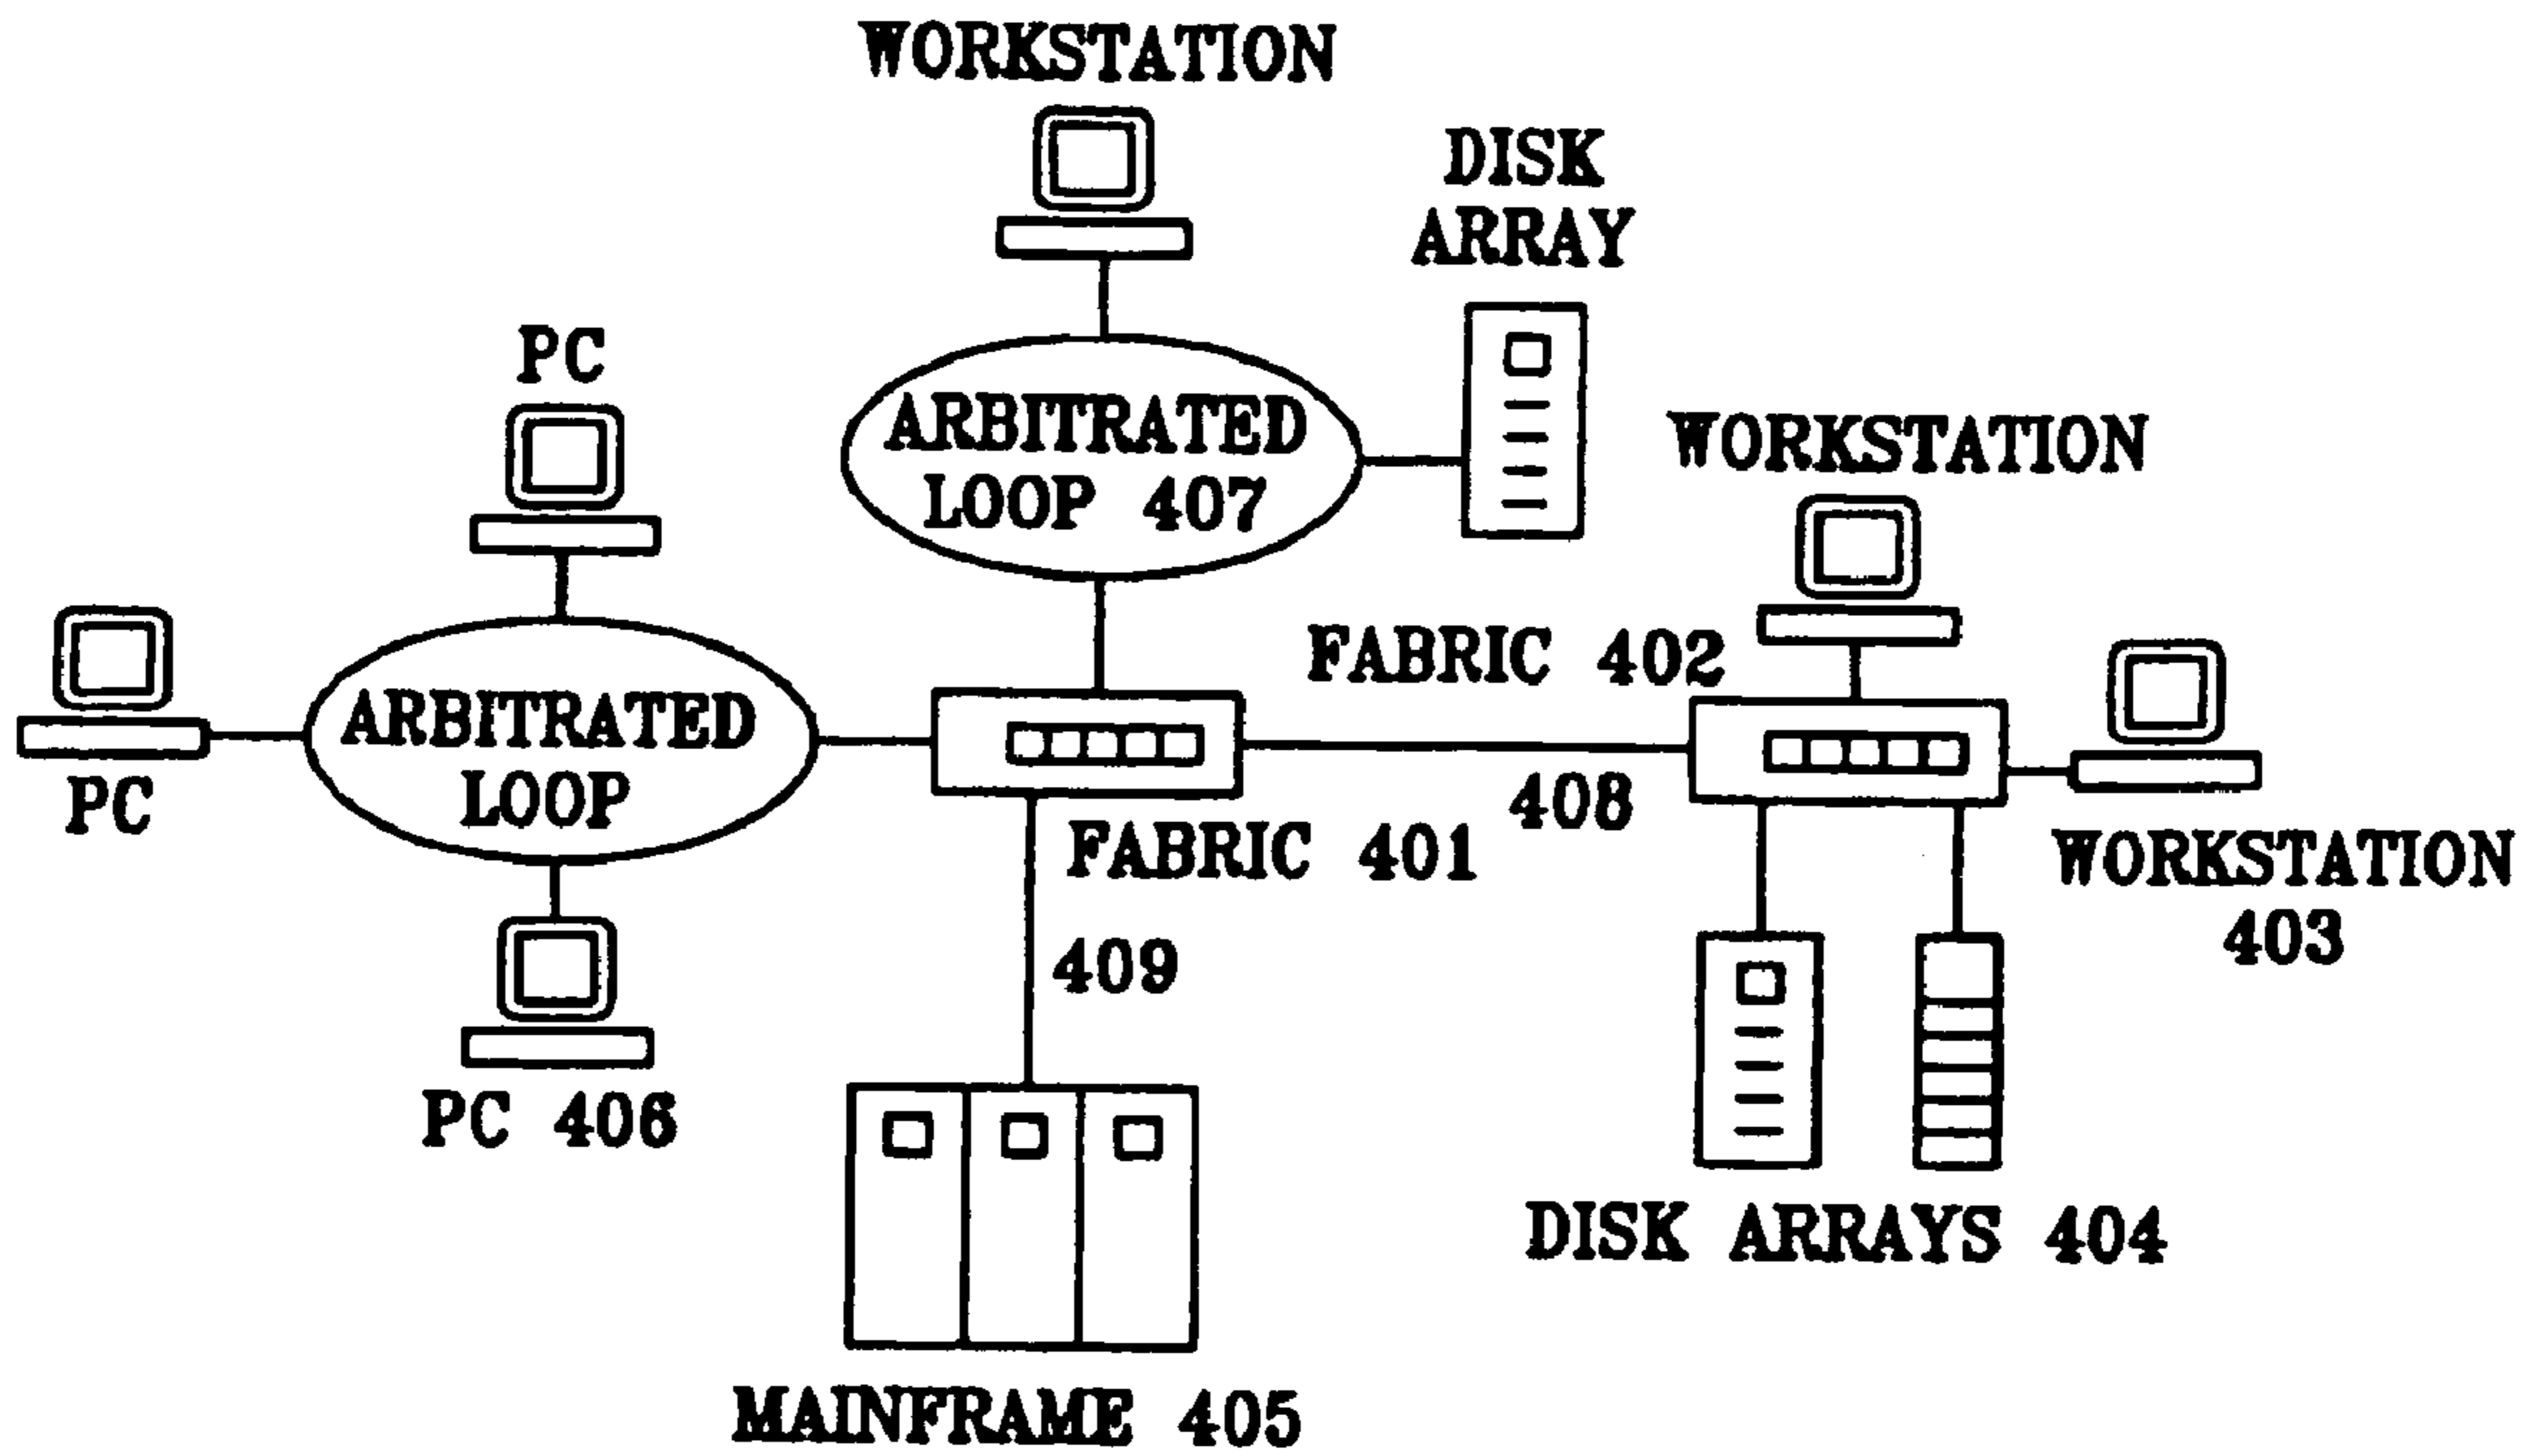 WORKSTATION
DISK
ARRAY
PC
ARBITRATED
LOOP 407
WORKSTATION
FABRIC 402
ARBITRATED
LOOP
PC
408
FABRIC 401
WORKSTATION
403
409
PC 406
DISK ARRAYS 404
MAINFRAME 405